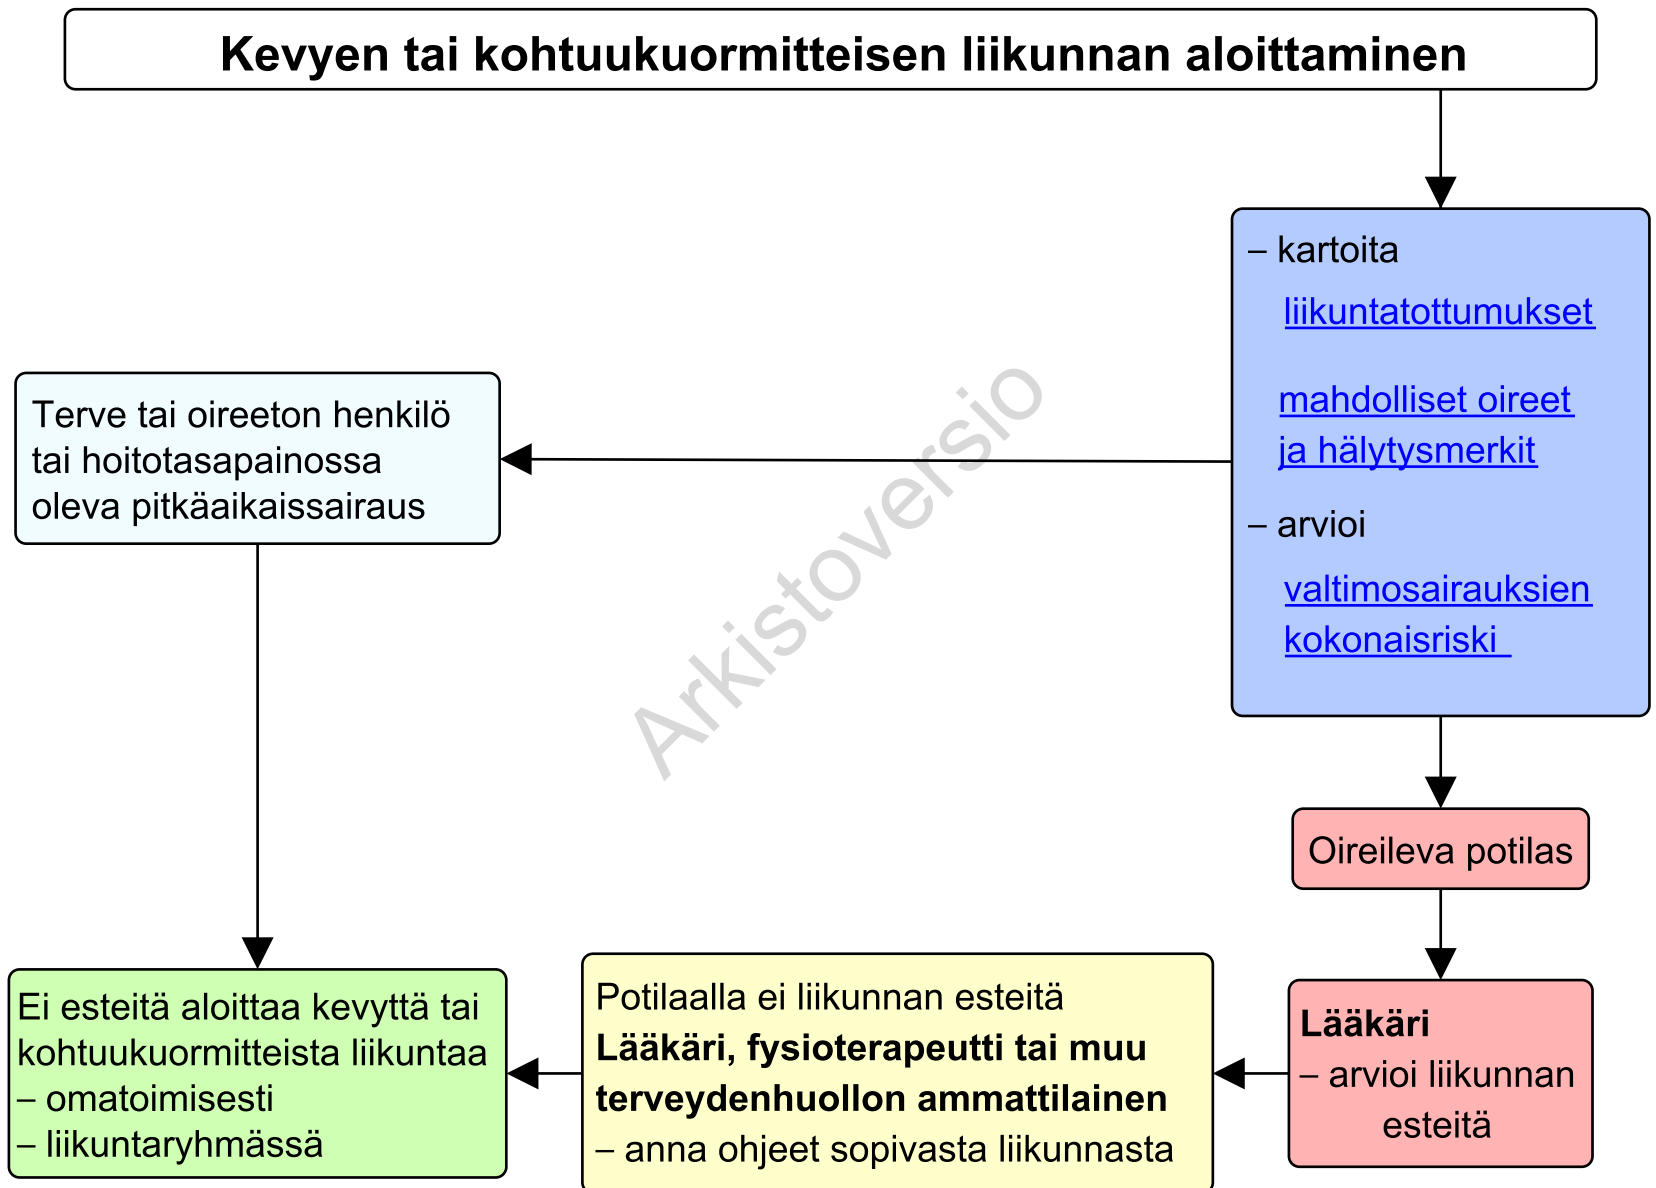 Kevyen tai kohtuukuormitteisen liikunnan aloittaminen
– kartoita
liikuntatottumukset
mahdolliset oireet
ja hälytysmerkit
– arvioi
valtimosairauksien
kokonaisriski
Terve tai oireeton henkilö
tai hoitotasapainossa
oleva pitkäaikaissairaus
Arkistoversio
Oireileva potilas
Lääkäri
– arvioi liikunnan
esteitä
Potilaalla ei liikunnan esteitä
Lääkäri, fysioterapeutti tai muu
terveydenhuollon ammattilainen
– anna ohjeet sopivasta liikunnasta
Ei esteitä aloittaa kevyttä tai
kohtuukuormitteista liikuntaa
– omatoimisesti
– liikuntaryhmässä